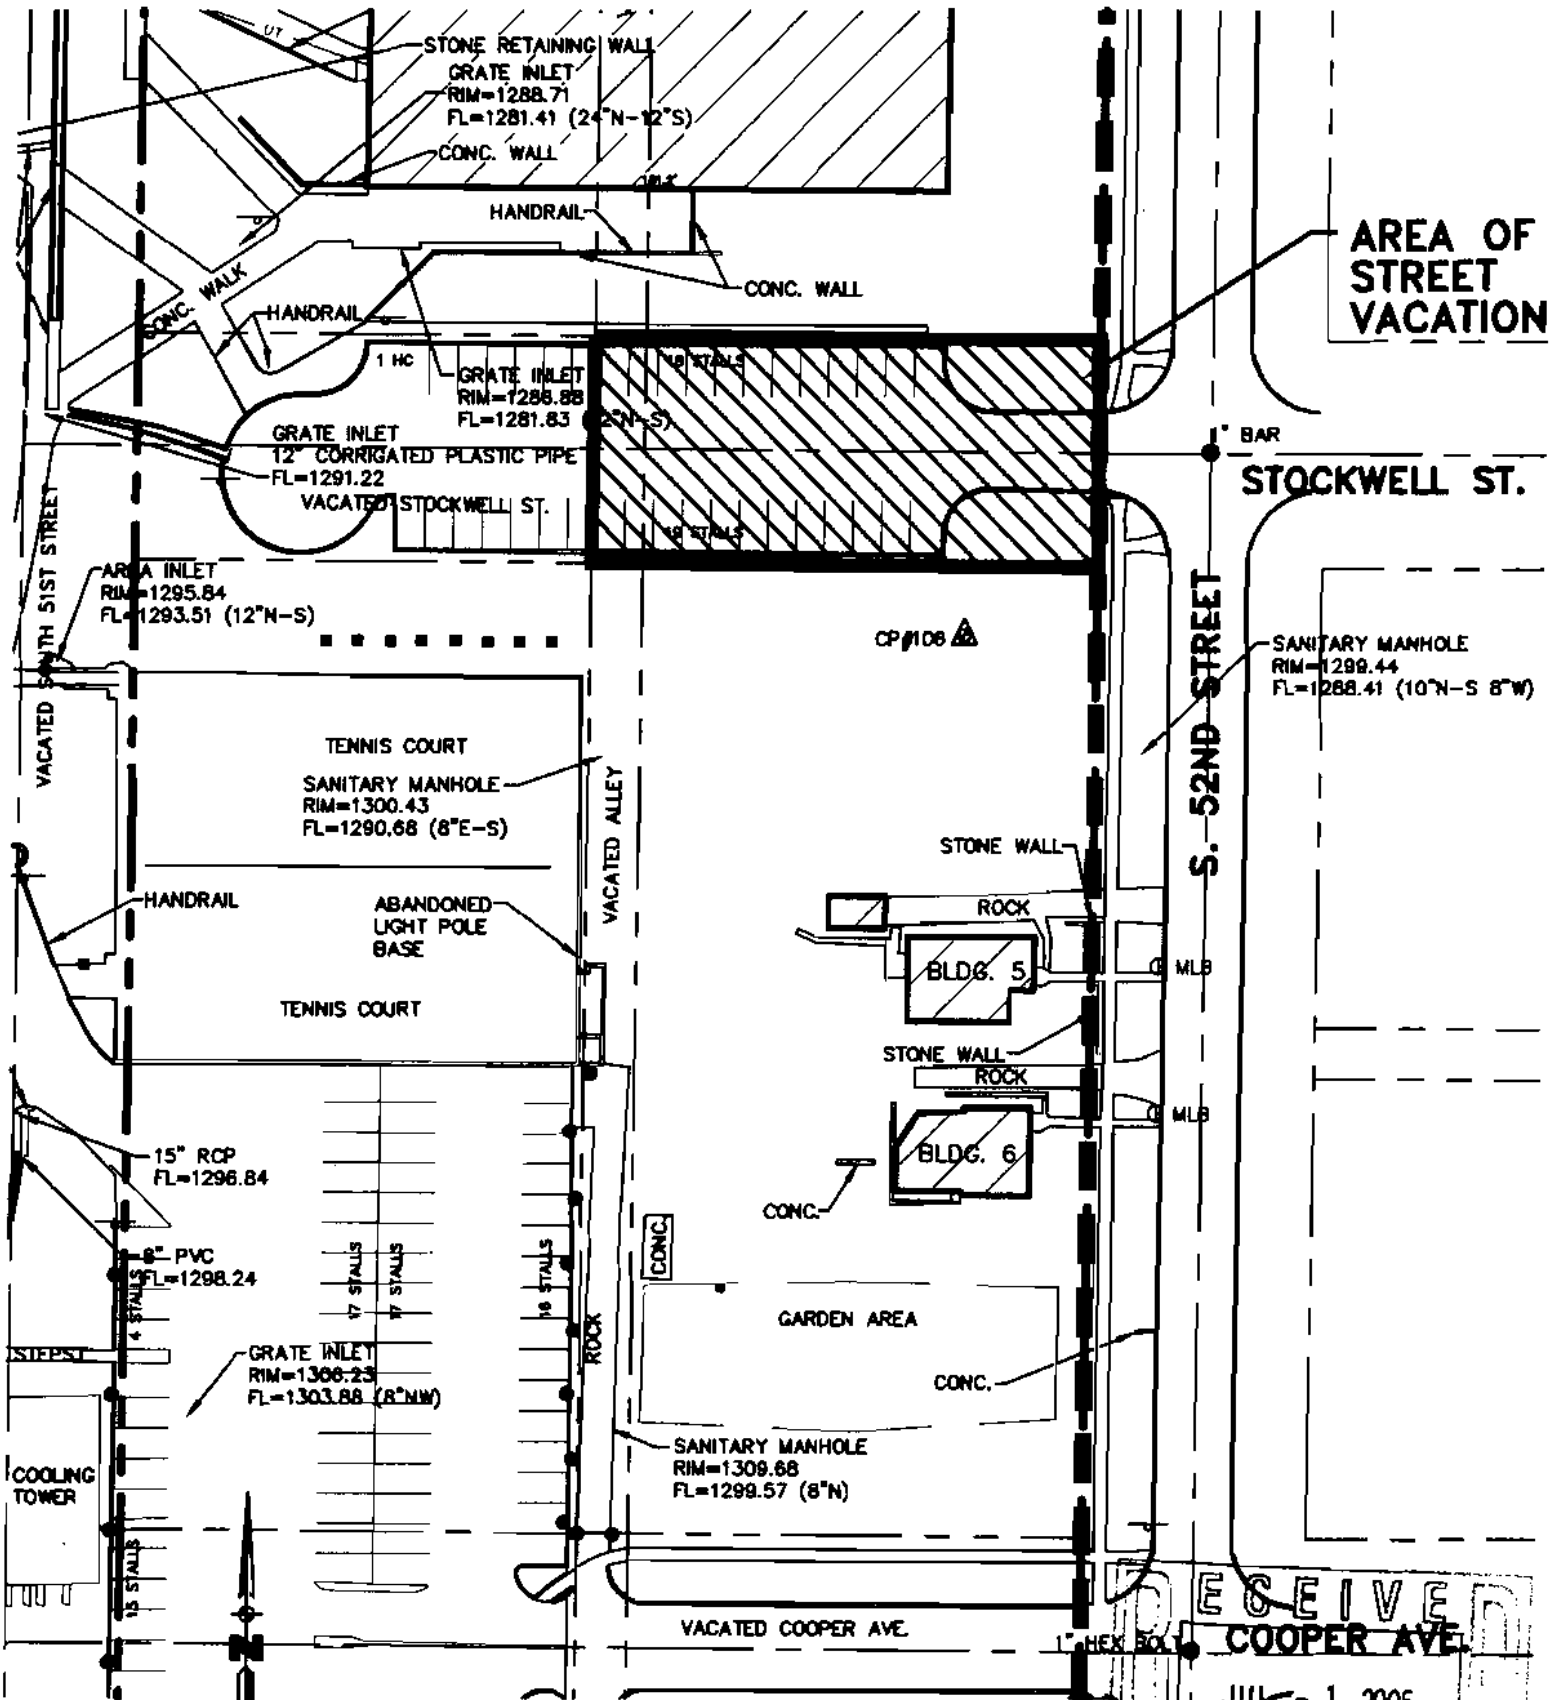 UT
STONE RETAINING WALL
GRATE INLET
RIM=1288.71
FL=1281.41 (24"N-12"S)
CONC. WALL
HANDRAIL
AREA OF
STREET
VACATION
CONC. WALK
CONC. WALL
HANDRAIL
1 HC
18 STALLS
GRATE INLET
RIM=1286.88
FL=1281.83 (12"N-S)
GRATE INLET
12" CORRIGATED PLASTIC PIPE
FL=1291.22
1" BAR
STOCKWELL ST.
VACATED STOCKWELL ST.
19 STALLS
VACATED SOUTH 51ST STREET
AREA INLET
RIM=1295.84
FL=1293.51 (12"N-S)
CP#108
S. 52ND STREET
SANITARY MANHOLE
RIM=1299.44
FL=1288.41 (10"N-S 8"W)
TENNIS COURT
SANITARY MANHOLE
RIM=1300.43
FL=1290.68 (8"E-S)
VACATED ALLEY
STONE WALL
HANDRAIL
ABANDONED
LIGHT POLE
BASE
ROCK
BLDG. 5
MLB
TENNIS COURT
STONE WALL
ROCK
MLB
15" RCP
FL=1296.84
BLDG. 6
CONC.
CONC.
8" PVC
FL=1298.24
4 STALLS
17 STALLS
17 STALLS
16 STALLS
ROCK
GARDEN AREA
STEPS
GRATE INLET
RIM=1306.23
FL=1303.88 (8"NW)
CONC.
SANITARY MANHOLE
RIM=1309.68
FL=1299.57 (8"N)
COOLING
TOWER
13 STALLS
N
VACATED COOPER AVE.
1" HEX BOLT
COOPER AVE.
RECEIVED